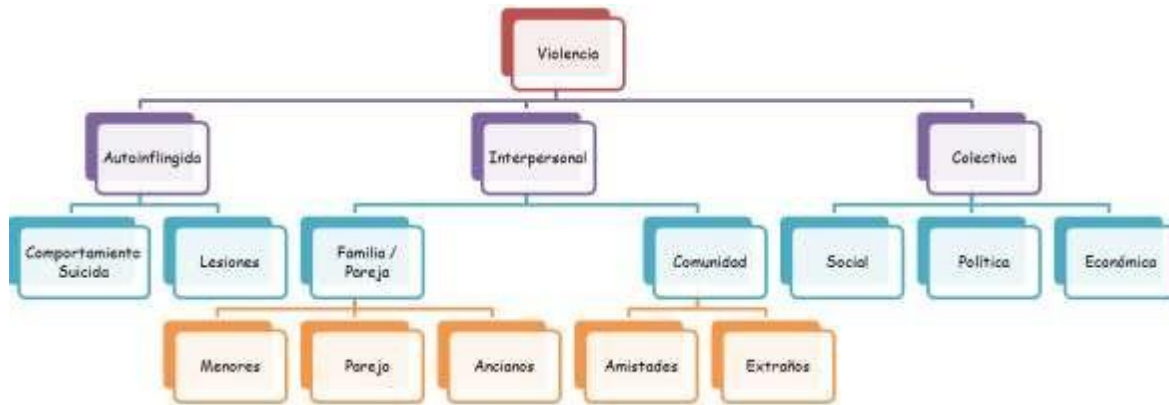 Violencia
Autoinflingida
Interpersonal
Colectiva
Comportamiento
Suicida
Lesiones
Familia /
Pareja
Comunidad
Social
Política
Económica
Menores
Pareja
Ancianos
Amistades
Extraños